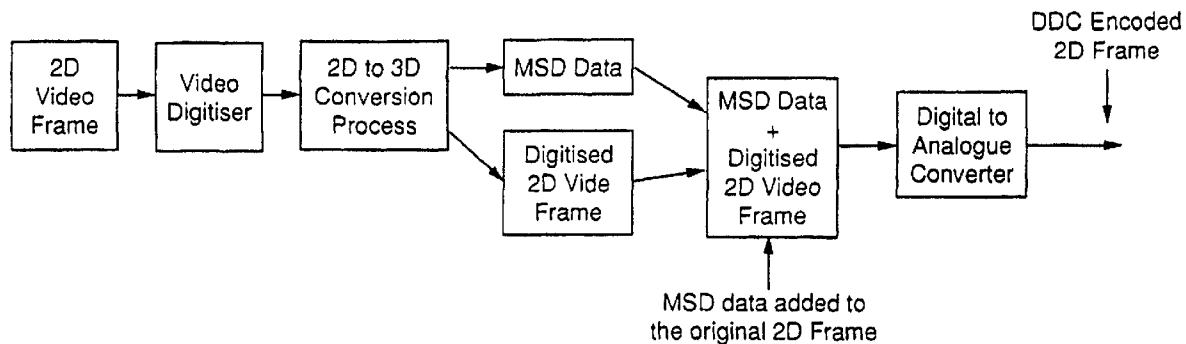 2D
Video
Frame
Video
Digitiser
2D to 3D
Conversion
Process
MSD Data
Digitised
2D Vide
Frame
MSD Data
+
Digitised
2D Video
Frame
MSD data added to
the original 2D Frame
Digital to
Analogue
Converter
DDC Encoded
2D Frame